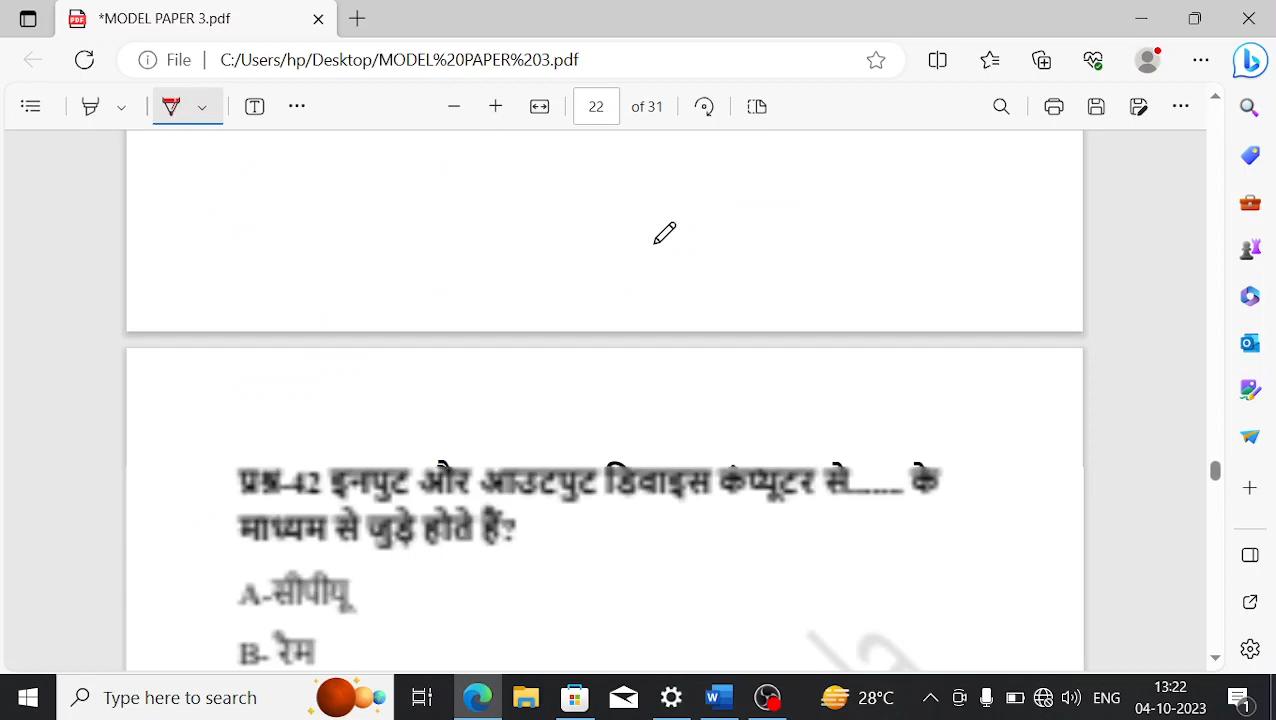 *MODEL PAPER 3.pdf
File C:/Users/hp/Desktop/MODEL%20PAPER%203.pdf
22 of 31
प्रश्न-42 इनपुट और आउटपुट डिवाइस कंप्यूटर से....... के
माध्यम से जुड़े होते हैं?
A-सीपीयू
B- रैम
Type here to search
28°C
ENG
13:22
04-10-2023
1